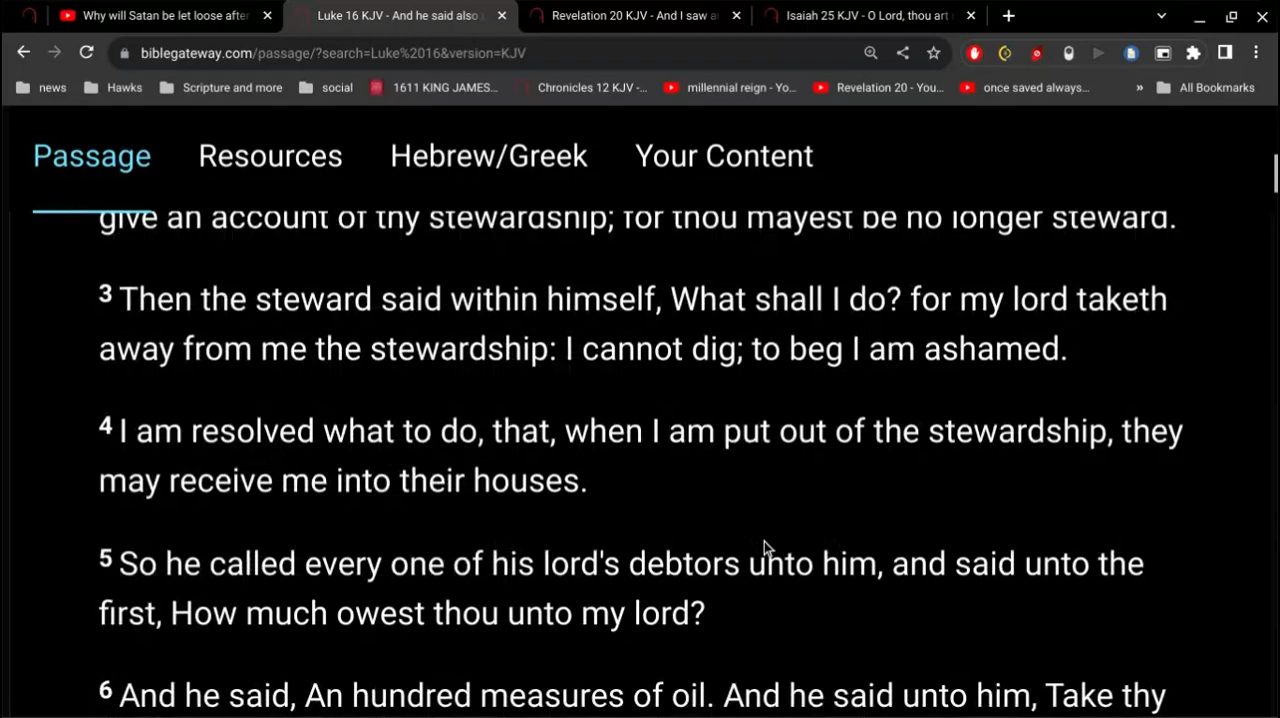 Why will Satan be let loose after
Luke 16 KJV - And he said also
Revelation 20 KJV - And I saw a
Isaiah 25 KJV - O Lord, thou art
biblegateway.com/passage/?search=Luke%2016&version=KJV
news
Hawks
Scripture and more
social
1611 KING JAMES...
Chronicles 12 KJV -...
millennial reign - Yo...
Revelation 20 - You...
once saved always...
»
All Bookmarks
Passage
Resources
Hebrew/Greek
Your Content
give an account of thy stewardship; for thou mayest be no longer steward.
3 Then the steward said within himself, What shall I do? for my lord taketh
away from me the stewardship: I cannot dig; to beg I am ashamed.
4 I am resolved what to do, that, when I am put out of the stewardship, they
may receive me into their houses.
5 So he called every one of his lord's debtors unto him, and said unto the
first, How much owest thou unto my lord?
6 And he said, An hundred measures of oil. And he said unto him, Take thy